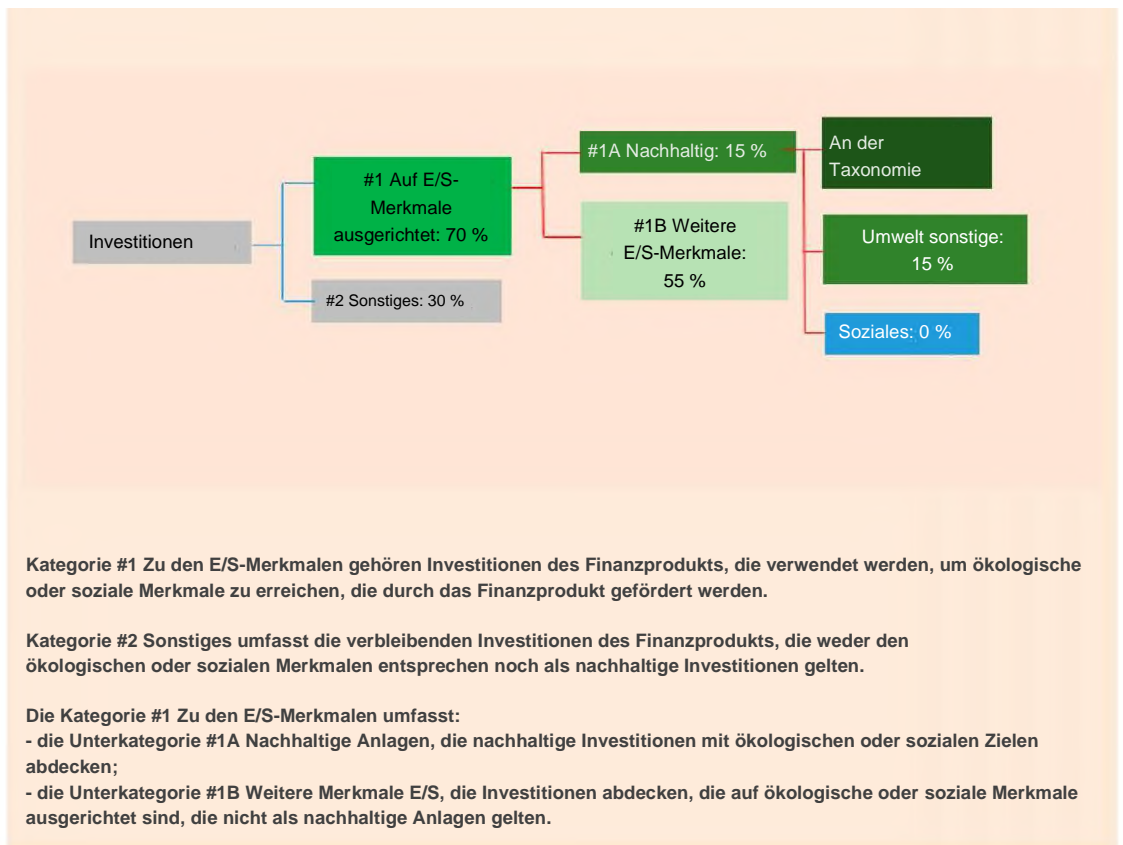 Investitionen
#1 Auf E/S-
Merkmale
ausgerichtet: 70 %
#2 Sonstiges: 30 %
#1A Nachhaltig: 15 %
#1B Weitere
E/S-Merkmale:
55 %
An der
Taxonomie
Umwelt sonstige:
15 %
Soziales: 0 %
Kategorie #1 Zu den E/S-Merkmalen gehören Investitionen des Finanzprodukts, die verwendet werden, um ökologische
oder soziale Merkmale zu erreichen, die durch das Finanzprodukt gefördert werden.
Kategorie #2 Sonstiges umfasst die verbleibenden Investitionen des Finanzprodukts, die weder den
ökologischen oder sozialen Merkmalen entsprechen noch als nachhaltige Investitionen gelten.
Die Kategorie #1 Zu den E/S-Merkmalen umfasst:
- die Unterkategorie #1A Nachhaltige Anlagen, die nachhaltige Investitionen mit ökologischen oder sozialen Zielen
abdecken;
- die Unterkategorie #1B Weitere Merkmale E/S, die Investitionen abdecken, die auf ökologische oder soziale Merkmale
ausgerichtet sind, die nicht als nachhaltige Anlagen gelten.